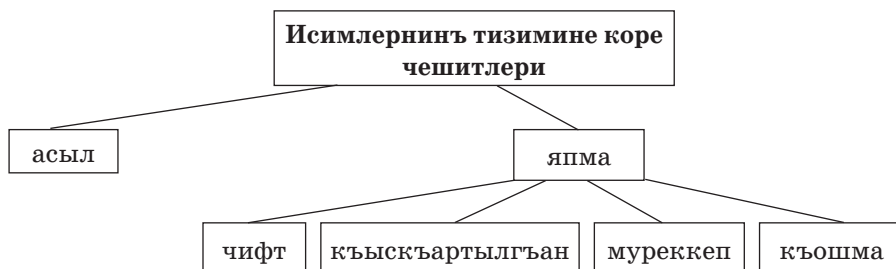 Исимлернинъ тизимине коре
чешитлери
асыл
япма
чифт
къыскъартылгъан
муреккеп
къошма